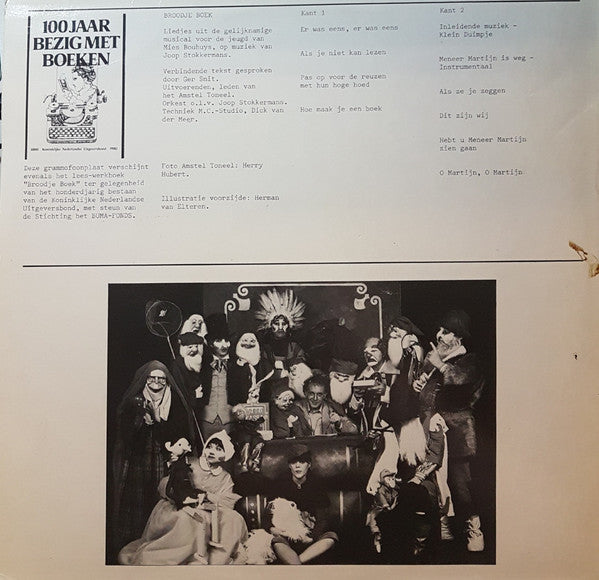 100 JAAR
BEZIG MET
BOEKEN
KNUB Koninklijke Nederlandse Uitgeversbond 1980
Deze grammofoonplaat verschijnt
evenals het lees-werkboek
"Broodje Boek" ter gelegenheid
van het honderdjarig bestaan
van de Koninklijke Nederlandse
Uitgeversbond, met steun van
de Stichting het BUMA-FONDS.
BROODJE BOEK
Liedjes uit de gelijknamige
musical voor de jeugd van
Mies Bouhuys, op muziek van
Joop Stokkermans.
Verbindende tekst gesproken
door Ger Smit.
Uitvoerenden, leden van
het Amstel Toneel.
Orkest o.l.v. Joop Stokkermans.
Techniek M.C.-Studio, Dick van
der Meer.
Foto Amstel Toneel: Herry
Hubert.
Illustratie voorzijde: Herman
van Elteren.
Kant 1
Er was eens, er was eens
Als je niet kan lezen
Pas op voor de reuzen
met hun hoge hoed
Hoe maak je een boek
Kant 2
Inleidende muziek -
Klein Duimpje
Meneer Martijn is weg -
Instrumentaal
Als ze je zeggen
Dit zijn wij
Hebt u Meneer Martijn
zien gaan
O Martijn, O Martijn